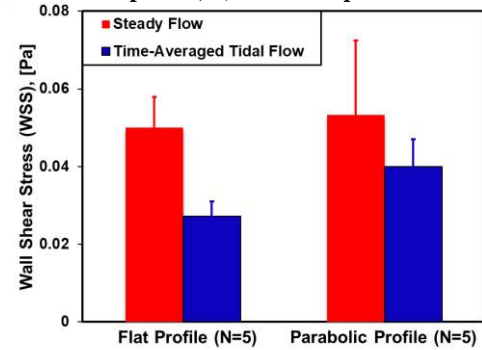 0.08
Steady Flow
Time-Averaged Tidal Flow
0.06
0.04
0.02
0
Wall Shear Stress (WSS), [Pa]
Flat Profile (N=5)
Parabolic Profile (N=5)